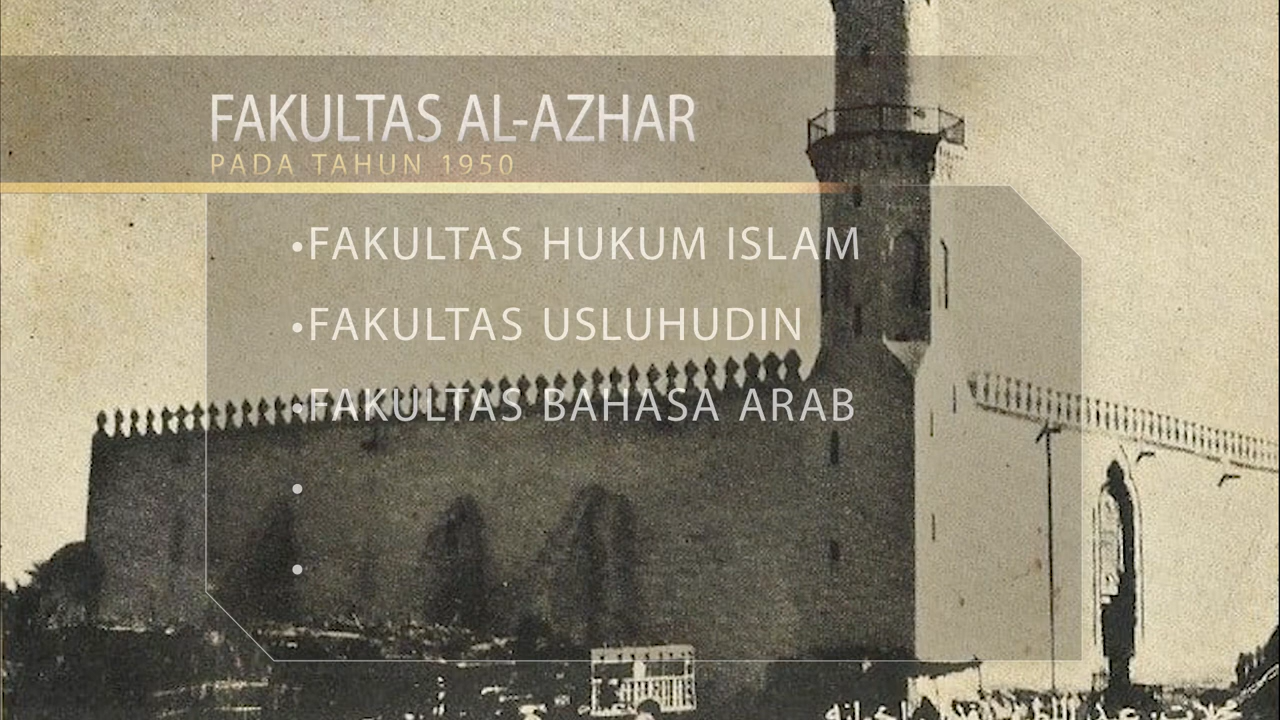 FAKULTAS AL-AZHAR
PADA TAHUN 1950
•FAKULTAS HUKUM ISLAM
•FAKULTAS USLUHUDIN
•FAKULTAS BAHASA ARAB
•
•